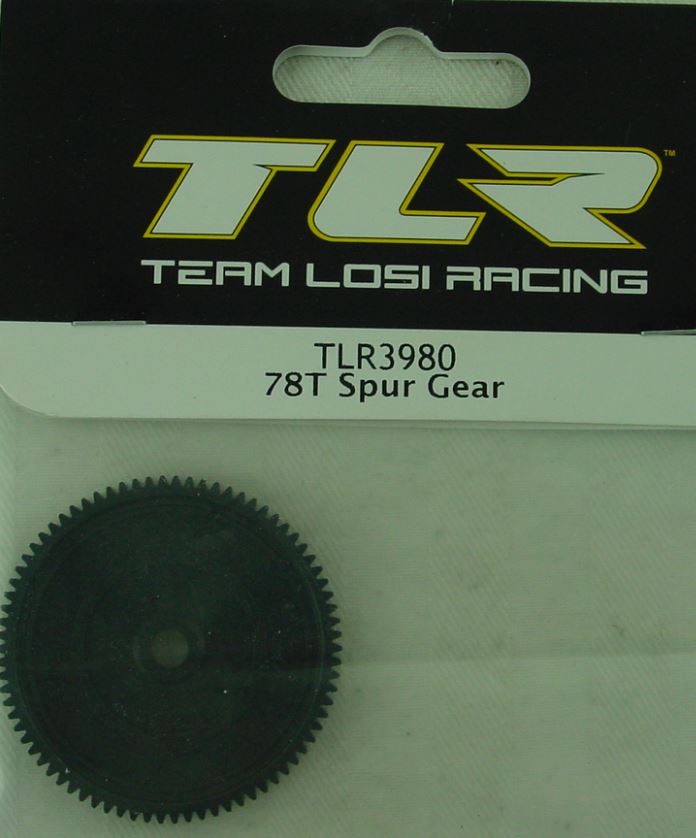 TLR™
TEAM LOSI RACING
TLR3980
78T Spur Gear